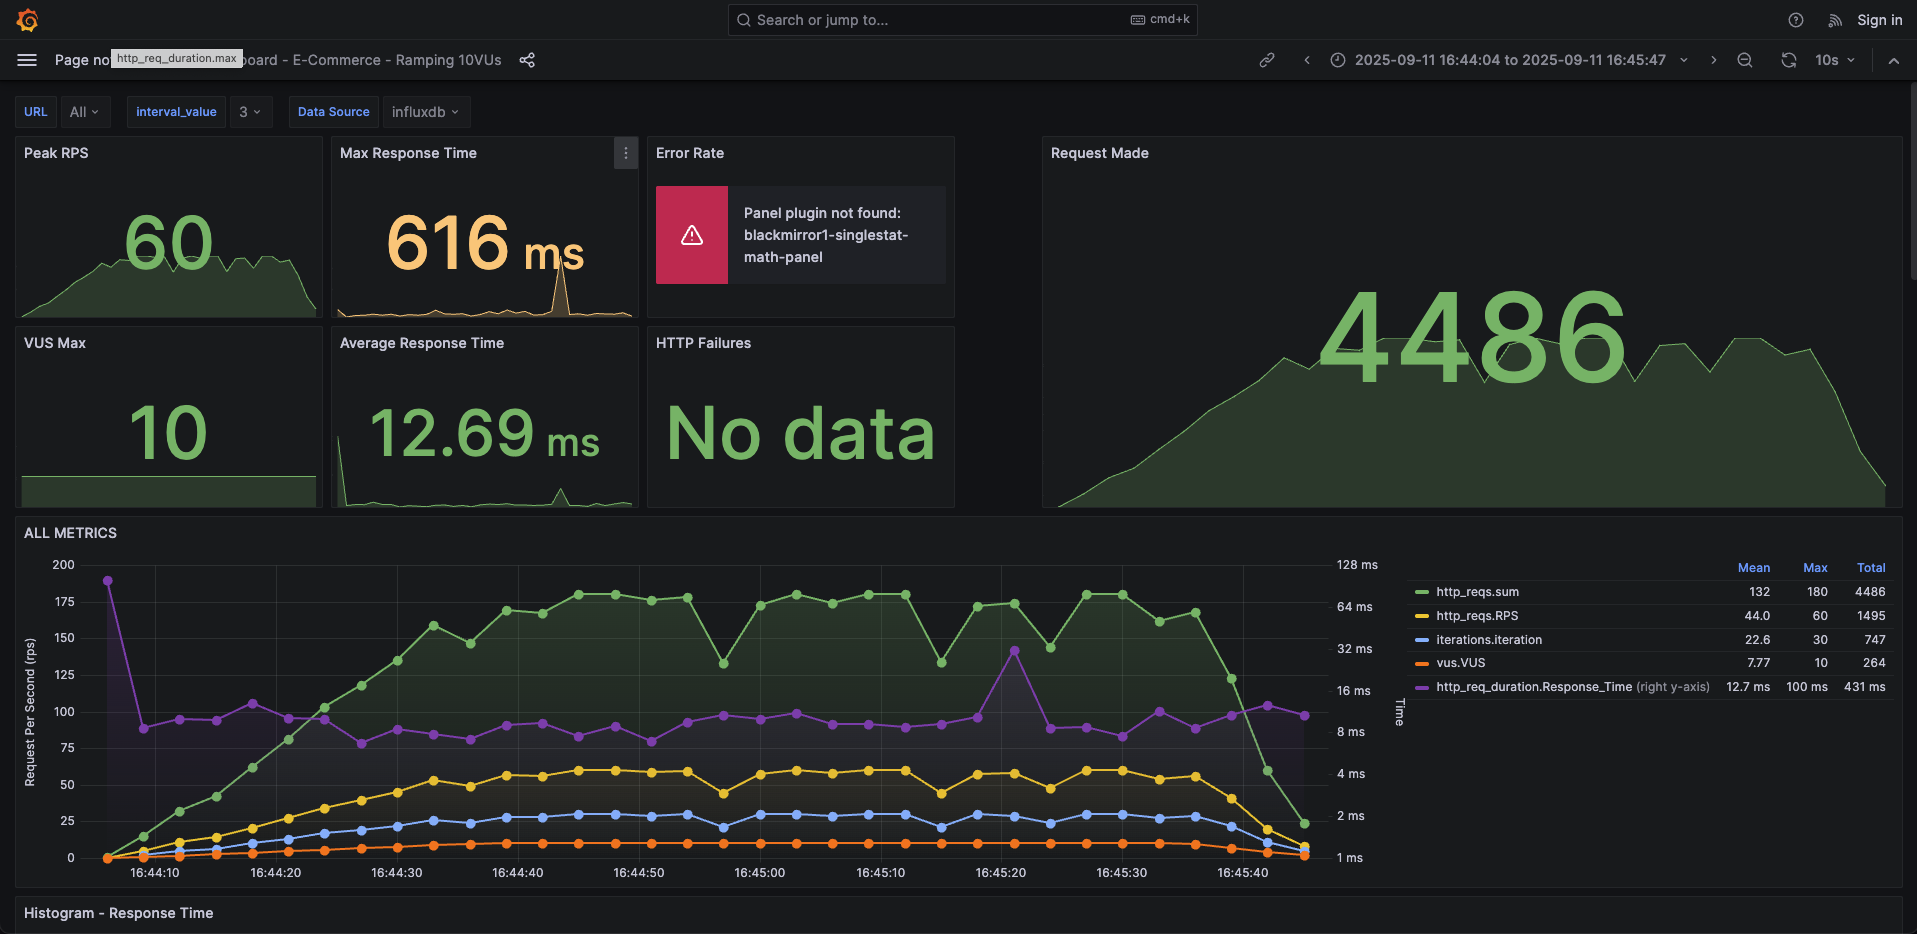 Search or jump to...
cmd+k
Sign in
Page no
http_req_duration.max
board - E-Commerce - Ramping 10VUs
2025-09-11 16:44:04 to 2025-09-11 16:45:47
10s
URL
All
interval_value
3
Data Source
influxdb
Peak RPS
60
Max Response Time
616 ms
Error Rate
Panel plugin not found:
blackmirror1-singlestat-
math-panel
Request Made
4486
VUS Max
10
Average Response Time
12.69 ms
HTTP Failures
No data
ALL METRICS
Request Per Second (rps)
200
175
150
125
100
75
50
25
0
128 ms
64 ms
32 ms
16 ms
8 ms
4 ms
2 ms
1 ms
Time
16:44:10
16:44:20
16:44:30
16:44:40
16:44:50
16:45:00
16:45:10
16:45:20
16:45:30
16:45:40
Mean Max Total
http_reqs.sum 132 180 4486
http_reqs.RPS 44.0 60 1495
iterations.iteration 22.6 30 747
vus.VUS 7.77 10 264
http_req_duration.Response_Time (right y-axis) 12.7 ms 100 ms 431 ms
Histogram - Response Time